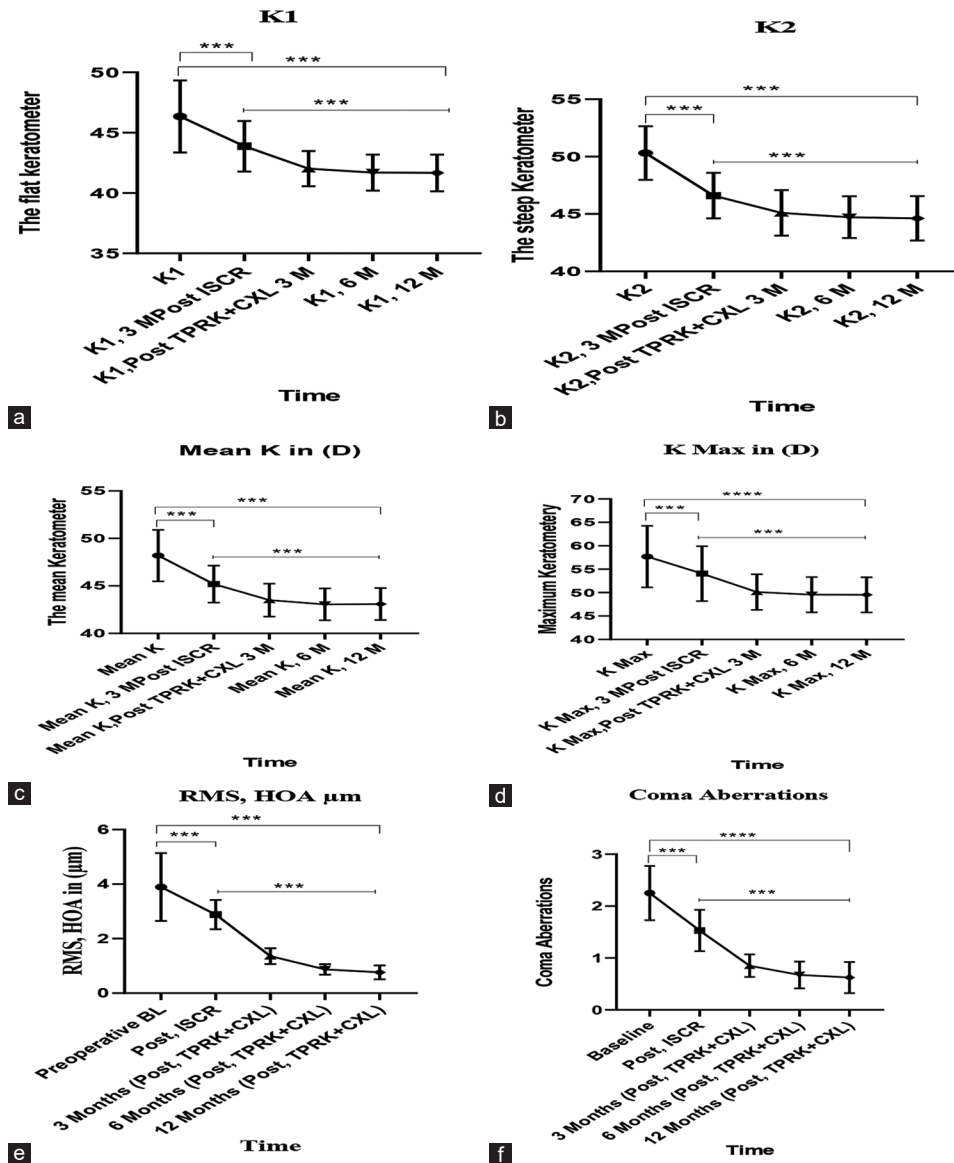 K1
***
***
***
50
45
40
35
The flat keratometer
K1
K1, 3 MPost ISCR
K1,Post TPRK+CXL 3 M
K1, 6 M
K1, 12 M
Time
a
K2
***
***
***
55
50
45
40
The steep Keratometer
K2
K2, 3 MPost ISCR
K2,Post TPRK+CXL 3 M
K2, 6 M
K2, 12 M
Time
b
Mean K in (D)
***
***
***
55
50
45
40
The mean Keratometer
Mean K
Mean K, 3 MPost ISCR
Mean K,Post TPRK+CXL 3 M
Mean K, 6 M
Mean K, 12 M
Time
c
K Max in (D)
****
***
***
70
65
60
55
50
45
40
Maximum Keratometery
K Max
K Max, 3 MPost ISCR
K Max,Post TPRK+CXL 3 M
K Max, 6 M
K Max, 12 M
Time
d
RMS, HOA µm
***
***
***
6
4
2
0
RMS, HOA in (µm)
Preoperative BL
Post, ISCR
3 Months (Post, TPRK+CXL)
6 Months (Post, TPRK+CXL)
12 Months (Post, TPRK+CXL)
Time
e
Coma Aberrations
****
***
***
3
2
1
0
Coma Aberrations
Baseline
Post, ISCR
3 Months (Post, TPRK+CXL)
6 Months (Post, TPRK+CXL)
12 Months (Post, TPRK+CXL)
Time
f